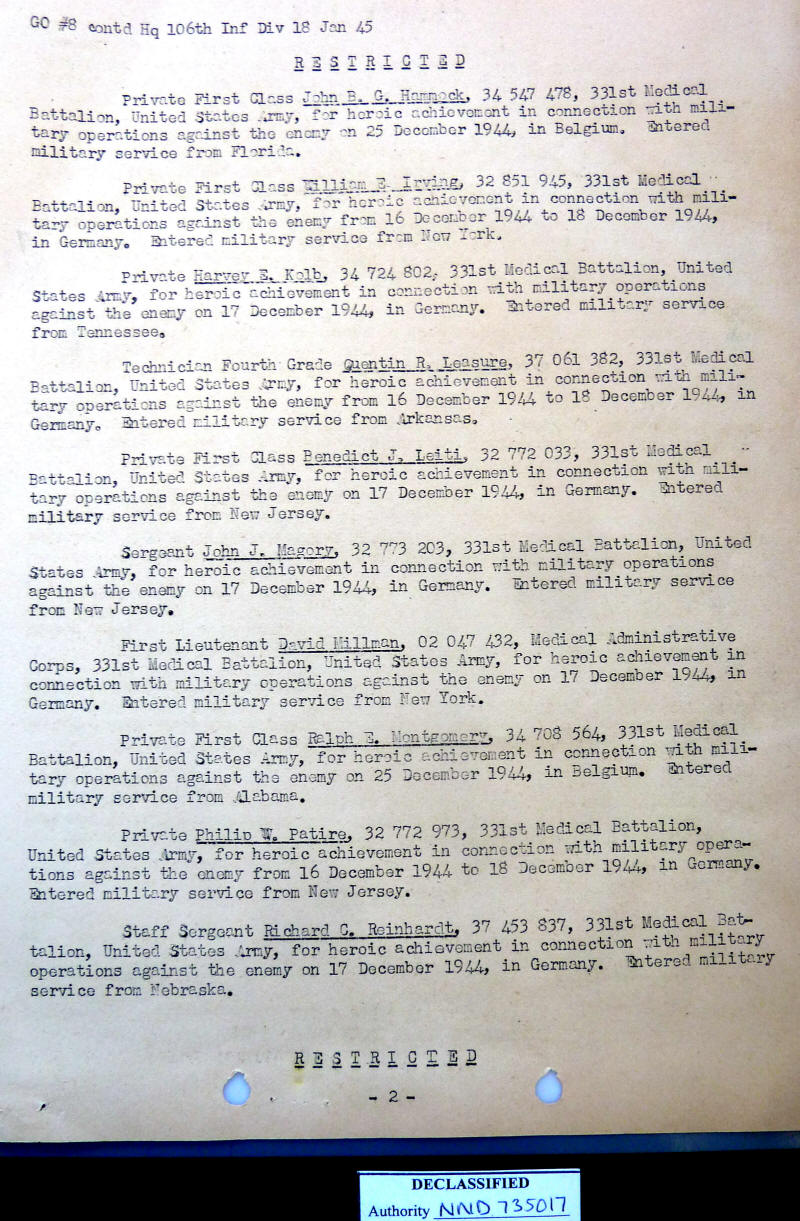 GO #8 contd Hq 106th Inf Div 18 Jan 45
R E S T R I C T E D
Private First Class John B. G. Hammock, 34 547 478, 331st Medical
Battalion, United States Army, for heroic achievement in connection with mili-
tary operations against the enemy on 25 December 1944, in Belgium. Entered
military service from Florida.
Private First Class William E. Irving, 32 851 945, 331st Medical
Battalion, United States Army, for heroic achievement in connection with mili-
tary operations against the enemy from 16 December 1944 to 18 December 1944,
in Germany. Entered military service from New York.
Private Harvey E. Kolb, 34 724 802, 331st Medical Battalion, United
States Army, for heroic achievement in connection with military operations
against the enemy on 17 December 1944, in Germany. Entered military service
from Tennessee.
Technician Fourth Grade Quentin R. Leasure, 37 061 382, 331st Medical
Battalion, United States Army, for heroic achievement in connection with mili-
tary operations against the enemy from 16 December 1944 to 18 December 1944, in
Germany. Entered military service from Arkansas.
Private First Class Benedict J. Leiti, 32 772 033, 331st Medical
Battalion, United States Army, for heroic achievement in connection with mili-
tary operations against the enemy on 17 December 1944, in Germany. Entered
military service from New Jersey.
Sergeant John J. Magory, 32 773 203, 331st Medical Battalion, United
States Army, for heroic achievement in connection with military operations
against the enemy on 17 December 1944, in Germany. Entered military service
from New Jersey.
First Lieutenant David Millman, 02 047 432, Medical Administrative
Corps, 331st Medical Battalion, United States Army, for heroic achievement in
connection with military operations against the enemy on 17 December 1944, in
Germany. Entered military service from New York.
Private First Class Ralph E. Montgomery, 34 708 564, 331st Medical
Battalion, United States Army, for heroic achievement in connection with mili-
tary operations against the enemy on 25 December 1944, in Belgium. Entered
military service from Alabama.
Private Philip W. Patire, 32 772 973, 331st Medical Battalion,
United States Army, for heroic achievement in connection with military opera-
tions against the enemy from 16 December 1944 to 18 December 1944, in Germany.
Entered military service from New Jersey.
Staff Sergeant Richard C. Reinhardt, 37 453 837, 331st Medical Bat-
talion, United States Army, for heroic achievement in connection with military
operations against the enemy on 17 December 1944, in Germany. Entered military
service from Nebraska.
R E S T R I C T E D
- 2 -
DECLASSIFIED
Authority NND 735017